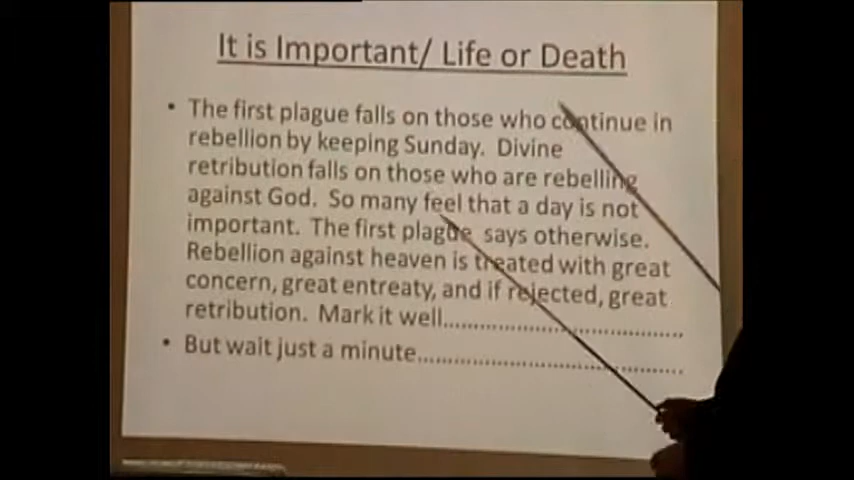 It is Important/ Life or Death
• The first plague falls on those who continue in
rebellion by keeping Sunday. Divine
retribution falls on those who are rebelling
against God. So many feel that a day is not
important. The first plague says otherwise.
Rebellion against heaven is treated with great
concern, great entreaty, and if rejected, great
retribution. Mark it well..................................
• But wait just a minute.....................................